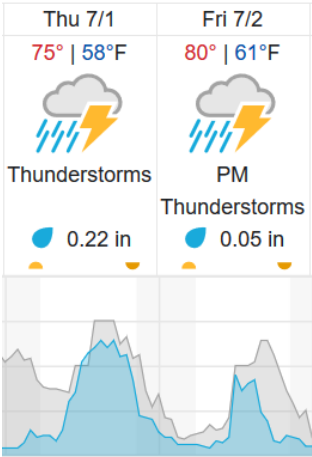 Thu 7/1
Fri 7/2
75° | 58°F
80° | 61°F
Thunderstorms
PM
Thunderstorms
0.22 in
0.05 in